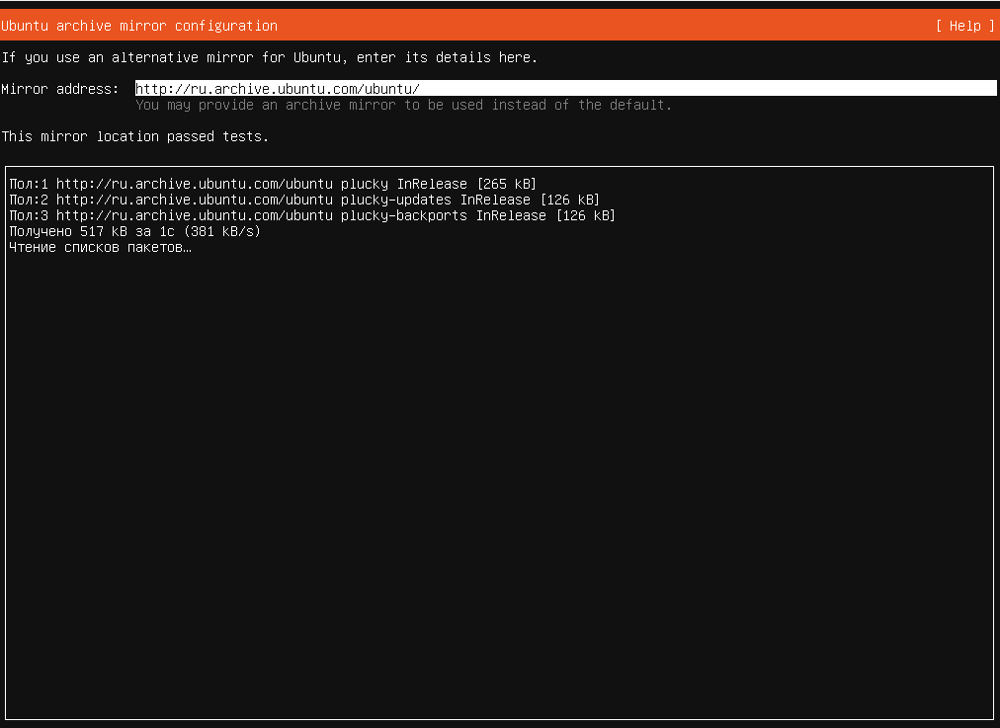 Ubuntu archive mirror configuration [ Help ]
If you use an alternative mirror for Ubuntu, enter its details here.
Mirror address: http://ru.archive.ubuntu.com/ubuntu/
You may provide an archive mirror to be used instead of the default.
This mirror location passed tests.
Пол:1 http://ru.archive.ubuntu.com/ubuntu plucky InRelease [265 kB]
Пол:2 http://ru.archive.ubuntu.com/ubuntu plucky-updates InRelease [126 kB]
Пол:3 http://ru.archive.ubuntu.com/ubuntu plucky-backports InRelease [126 kB]
Получено 517 kB за 1с (381 kB/s)
Чтение списков пакетов…